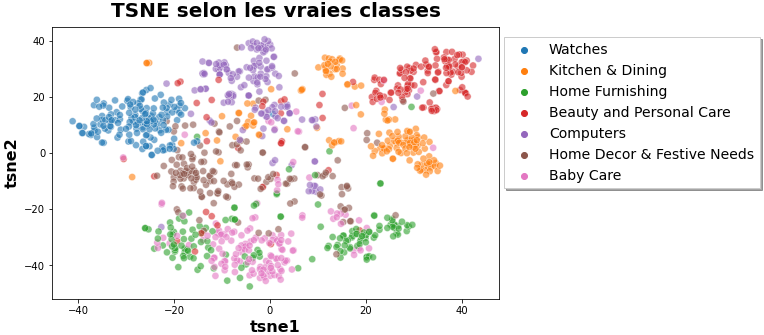 TSNE selon les vraies classes
40
20
0
−20
−40
tsne2
−40
−20
0
20
40
tsne1
Watches
Kitchen & Dining
Home Furnishing
Beauty and Personal Care
Computers
Home Decor & Festive Needs
Baby Care